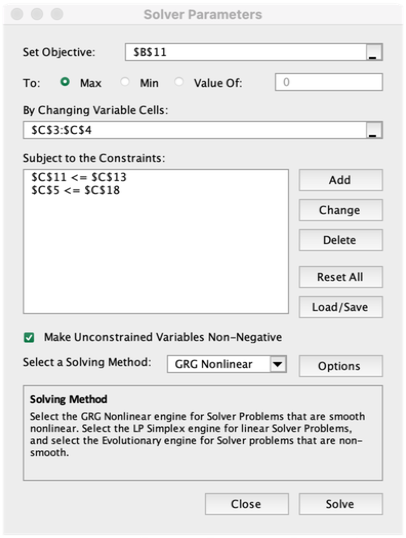 Solver Parameters
Set Objective: $B$11
To: Max Min Value Of: 0
By Changing Variable Cells:
$C$3:$C$4
Subject to the Constraints:
$C$11 <= $C$13
$C$5 <= $C$18
Add
Change
Delete
Reset All
Load/Save
Make Unconstrained Variables Non-Negative
Select a Solving Method: GRG Nonlinear Options
Solving Method
Select the GRG Nonlinear engine for Solver Problems that are smooth
nonlinear. Select the LP Simplex engine for linear Solver Problems,
and select the Evolutionary engine for Solver problems that are non-
smooth.
Close Solve